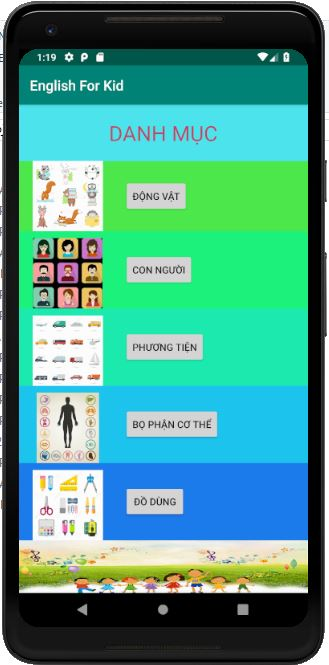 1:19
English For Kid
DANH MỤC
ĐỘNG VẬT
CON NGƯỜI
PHƯƠNG TIỆN
BỘ PHẬN CƠ THỂ
ĐỒ DÙNG